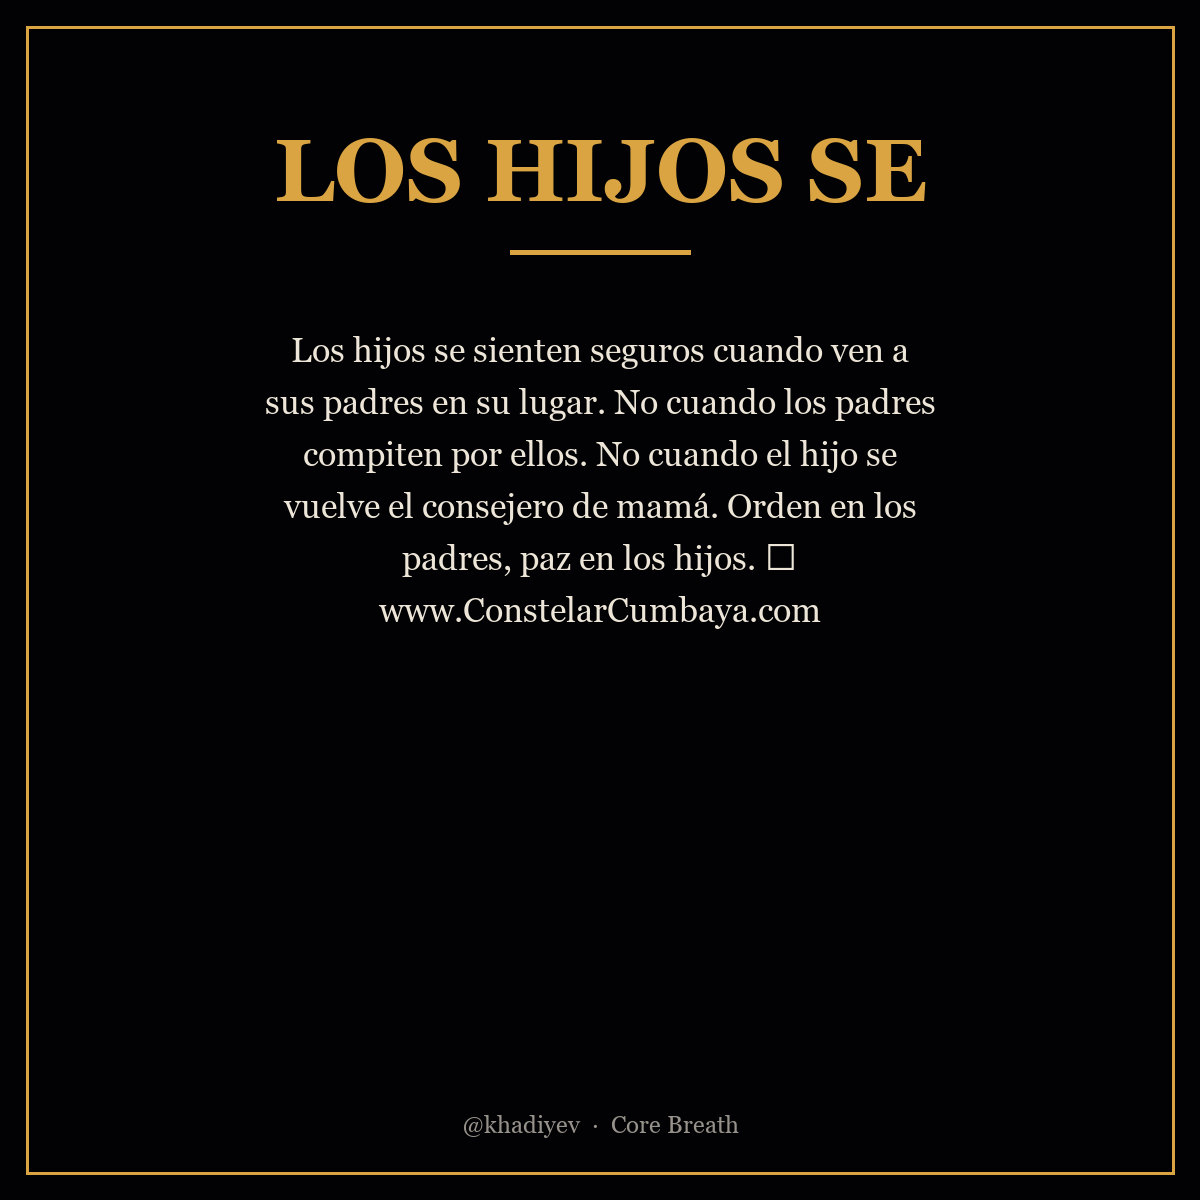 LOS HIJOS SE
Los hijos se sienten seguros cuando ven a
sus padres en su lugar. No cuando los padres
compiten por ellos. No cuando el hijo se
vuelve el consejero de mamá. Orden en los
padres, paz en los hijos. □
www.ConstelarCumbaya.com
@khadiyev · Core Breath